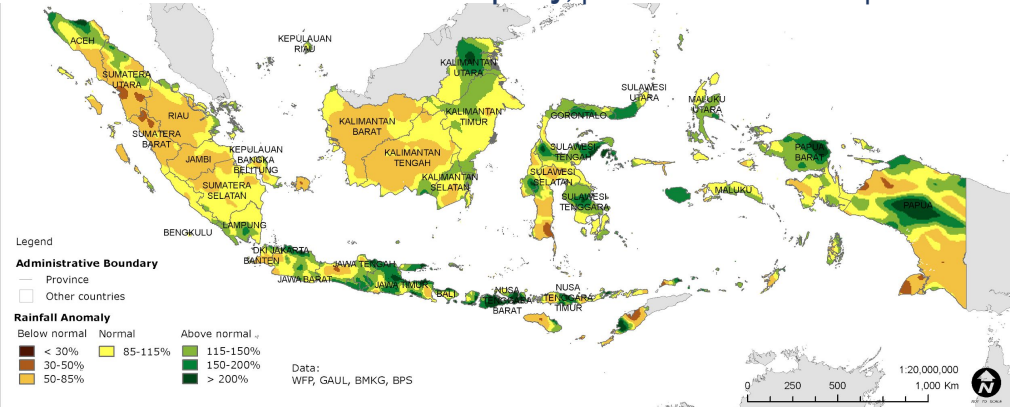 ACEH
KEPULAUAN
RIAU
KALIMANTAN
UTARA
SUMATERA
UTARA
SULAWESI
UTARA
MALUKU
UTARA
RIAU
KALIMANTAN
TIMUR
GORONTALO
KALIMANTAN
BARAT
SUMATERA
BARAT
KEPULAUAN
BANGKA
BELITUNG
JAMBI
KALIMANTAN
TENGAH
SULAWESI
TENGAH
PAPUA
BARAT
SUMATERA
SELATAN
KALIMANTAN
SELATAN
SULAWESI
SELATAN
MALUKU
SULAWESI
TENGGARA
PAPUA
LAMPUNG
BENGKULU
DKI JAKARTA
BANTEN
JAWA TENGAH
JAWA BARAT
JAWA TIMUR
BALI
NUSA
TENGGARA
BARAT
NUSA
TENGGARA
TIMUR
Legend
Administrative Boundary
Province
Other countries
Rainfall Anomaly
Below normal Normal Above normal
< 30% 85-115% 115-150%
30-50% 150-200%
50-85% > 200%
Data:
WFP, GAUL, BMKG, BPS
1:20,000,000
0 250 500 1,000 Km
N